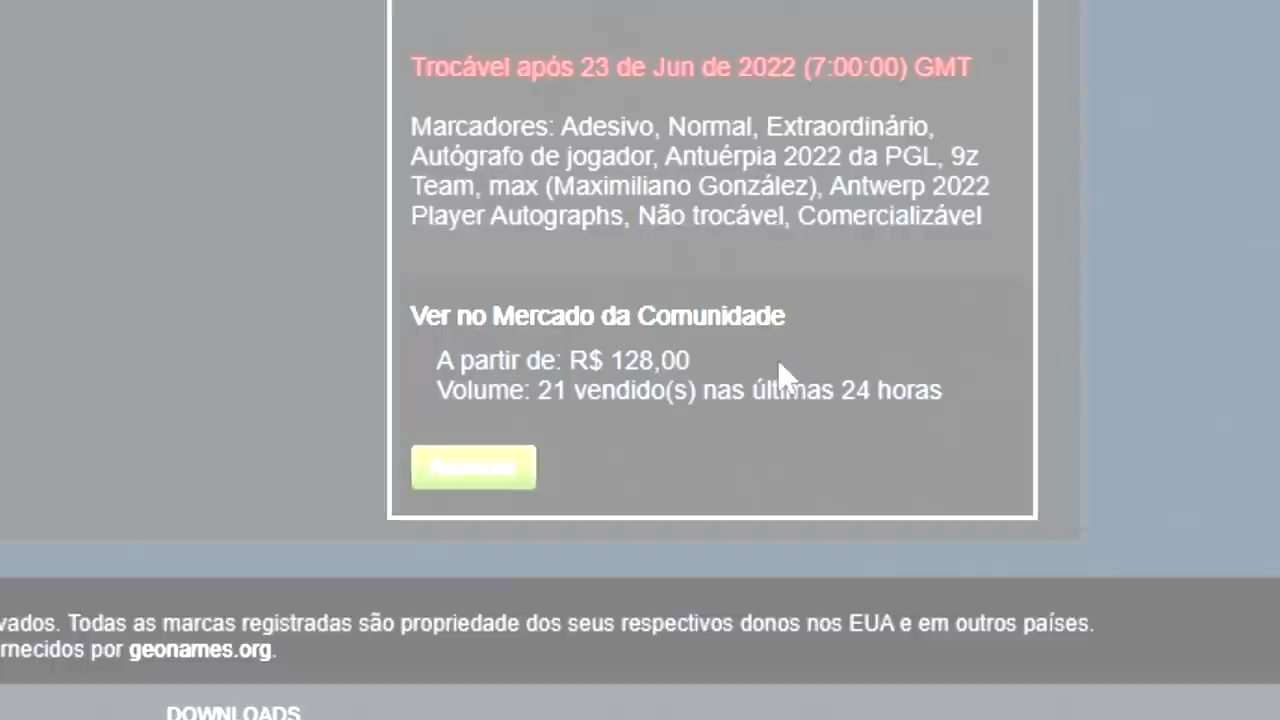 Trocável após 23 de Jun de 2022 (7:00:00) GMT
Marcadores: Adesivo, Normal, Extraordinário,
Autógrafo de jogador, Antuérpia 2022 da PGL, 9z
Team, max (Maximiliano González), Antwerp 2022
Player Autographs, Não trocável, Comercializável
Ver no Mercado da Comunidade
A partir de: R$ 128,00
Volume: 21 vendido(s) nas últimas 24 horas
vados. Todas as marcas registradas são propriedade dos seus respectivos donos nos EUA e em outros países.
rnecidos por geonames.org.
DOWNLOADS